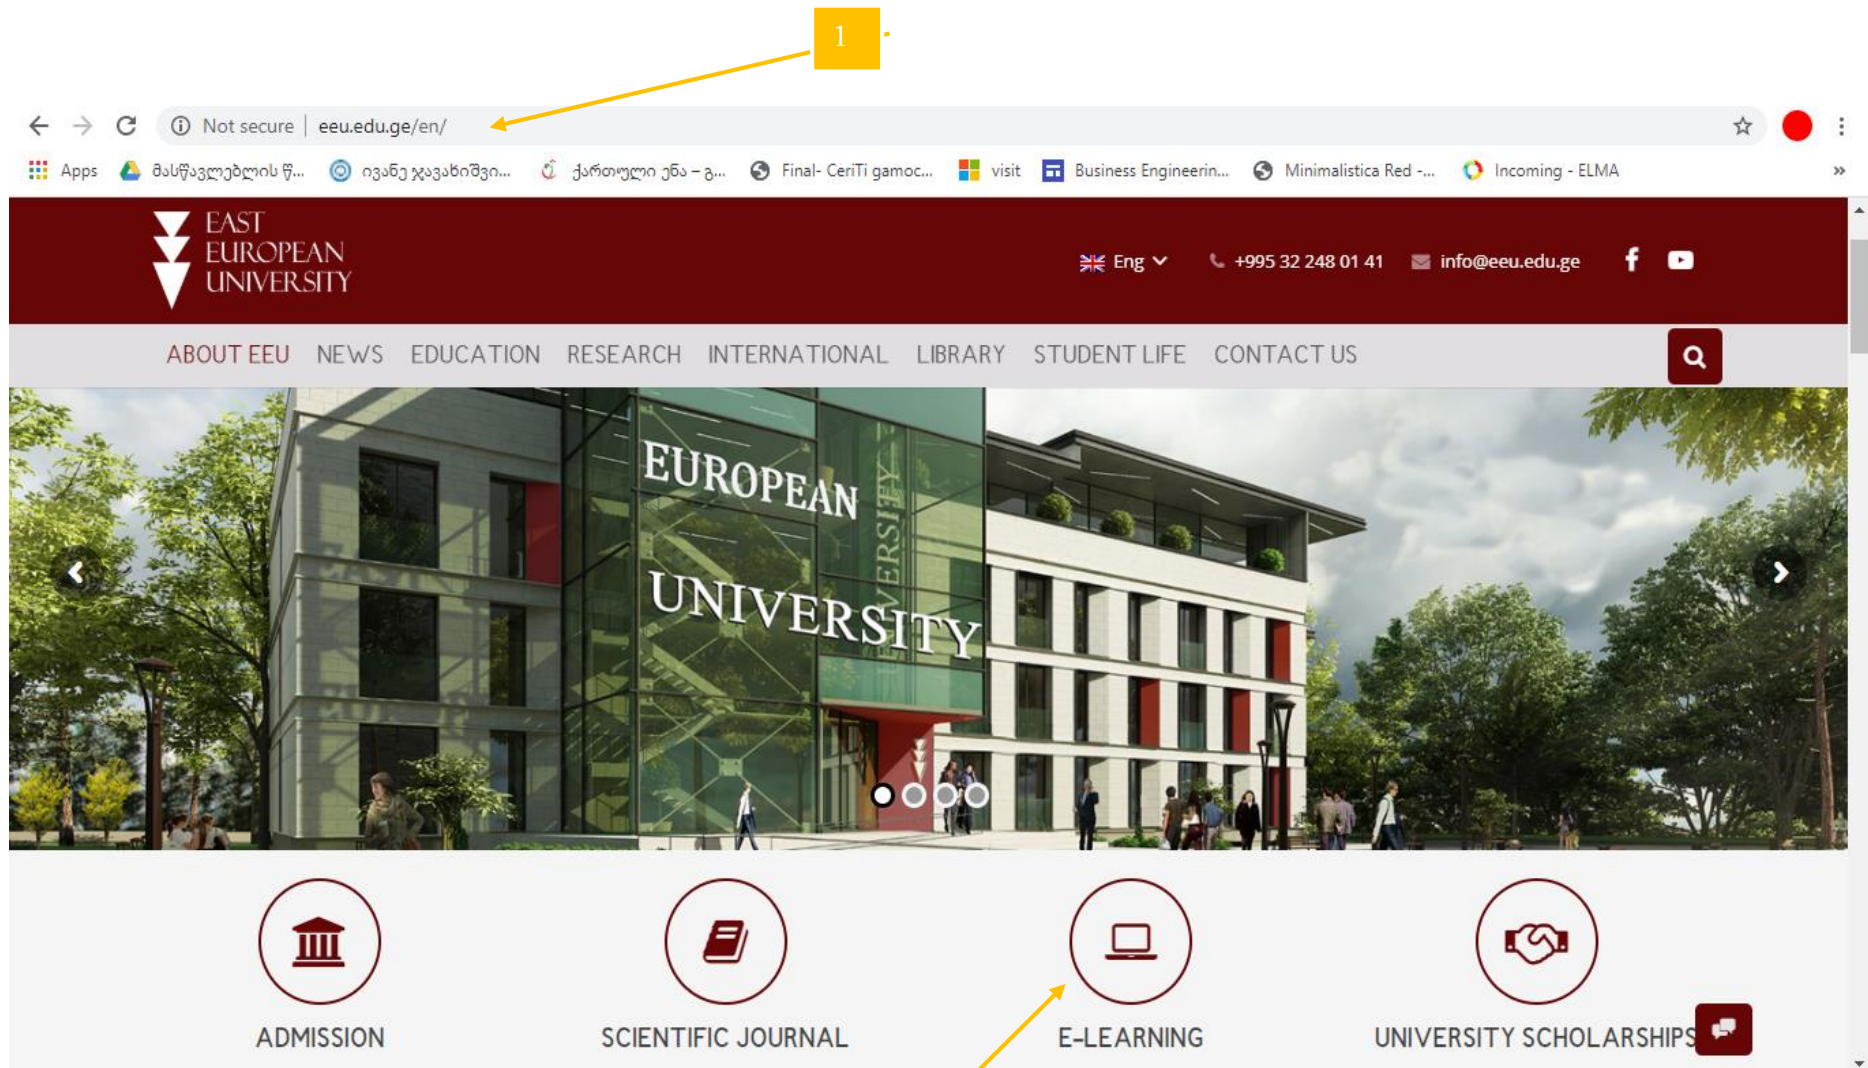 1
Not secure | eeu.edu.ge/en/
Apps მასწავლებლის წ... ივანე ჯავახიშვი... ქართული ენა – გ... Final- CeriTi gamoc... visit Business Engineerin... Minimalistica Red -... Incoming - ELMA »
EAST
EUROPEAN
UNIVERSITY
Eng +995 32 248 01 41 info@eeu.edu.ge
ABOUT EEU NEWS EDUCATION RESEARCH INTERNATIONAL LIBRARY STUDENT LIFE CONTACT US
EUROPEAN
UNIVERSITY
ADMISSION SCIENTIFIC JOURNAL E-LEARNING UNIVERSITY SCHOLARSHIPS